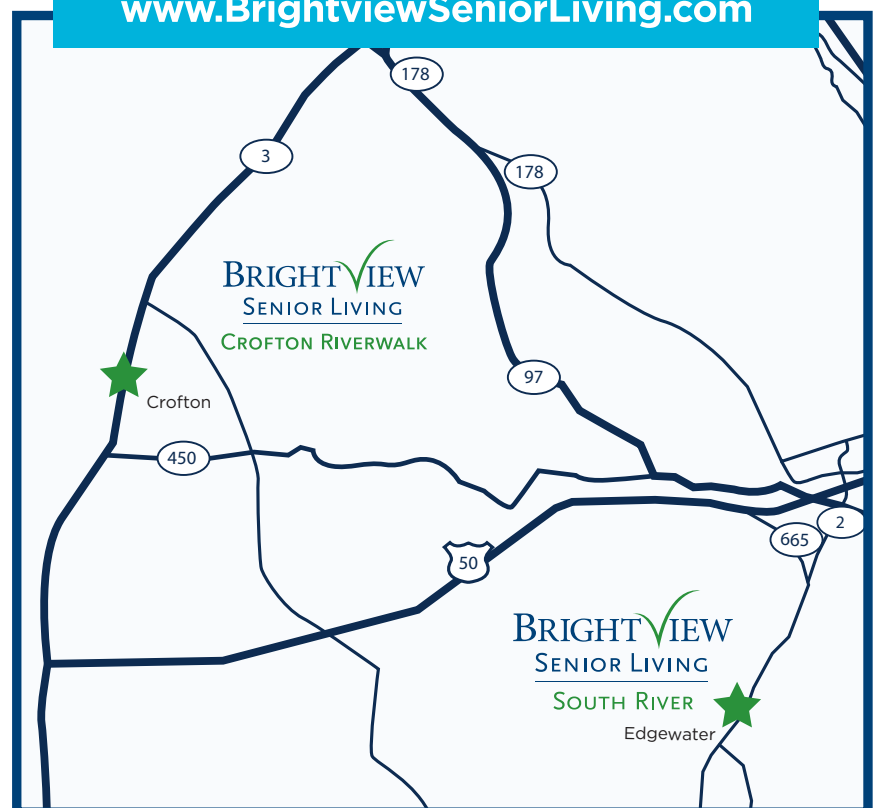 www.BrightviewSeniorLiving.com
178
3
178
BRIGHTVIEW
SENIOR LIVING
CROFTON RIVERWALK
97
Crofton
450
2
665
50
BRIGHTVIEW
SENIOR LIVING
SOUTH RIVER
Edgewater